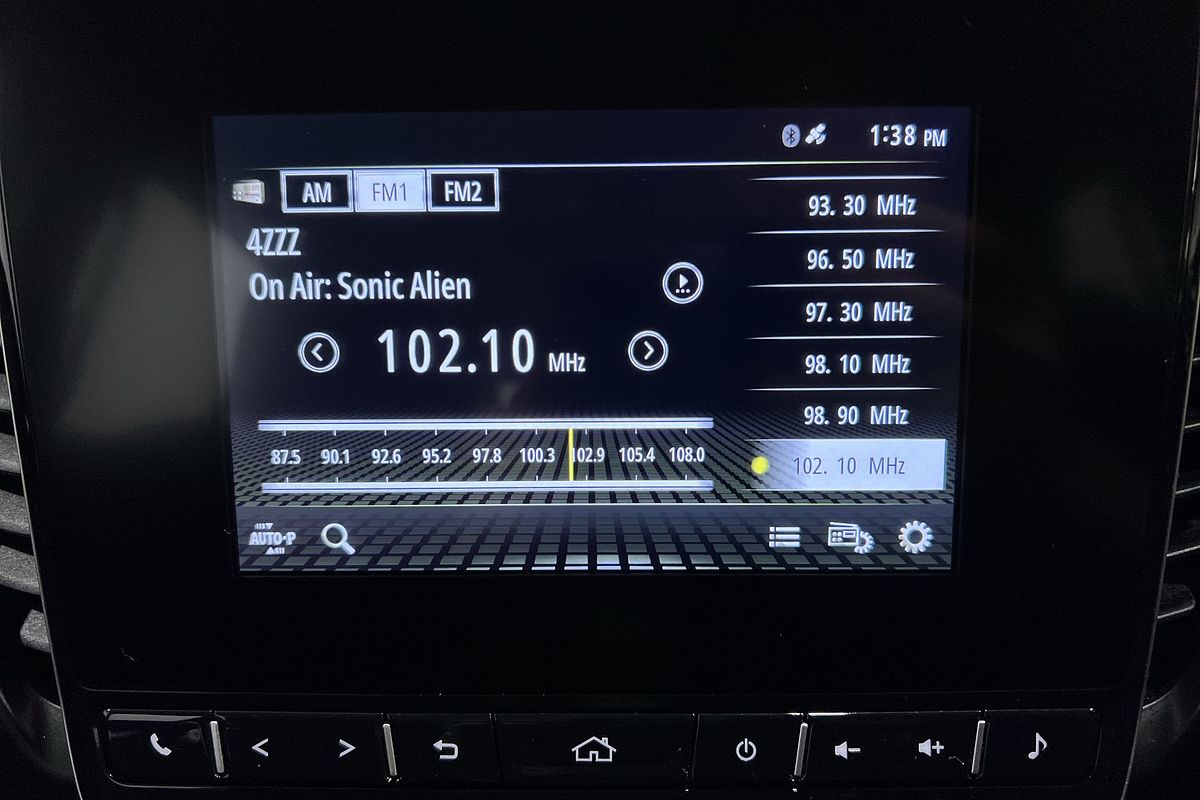 1:38 PM
AM FM1 FM2
4ZZZ
On Air: Sonic Alien
102.10 MHz
87.5 90.1 92.6 95.2 97.8 100.3 102.9 105.4 108.0
AUTO·P
93. 30 MHz
96. 50 MHz
97. 30 MHz
98. 10 MHz
98. 90 MHz
102. 10 MHz